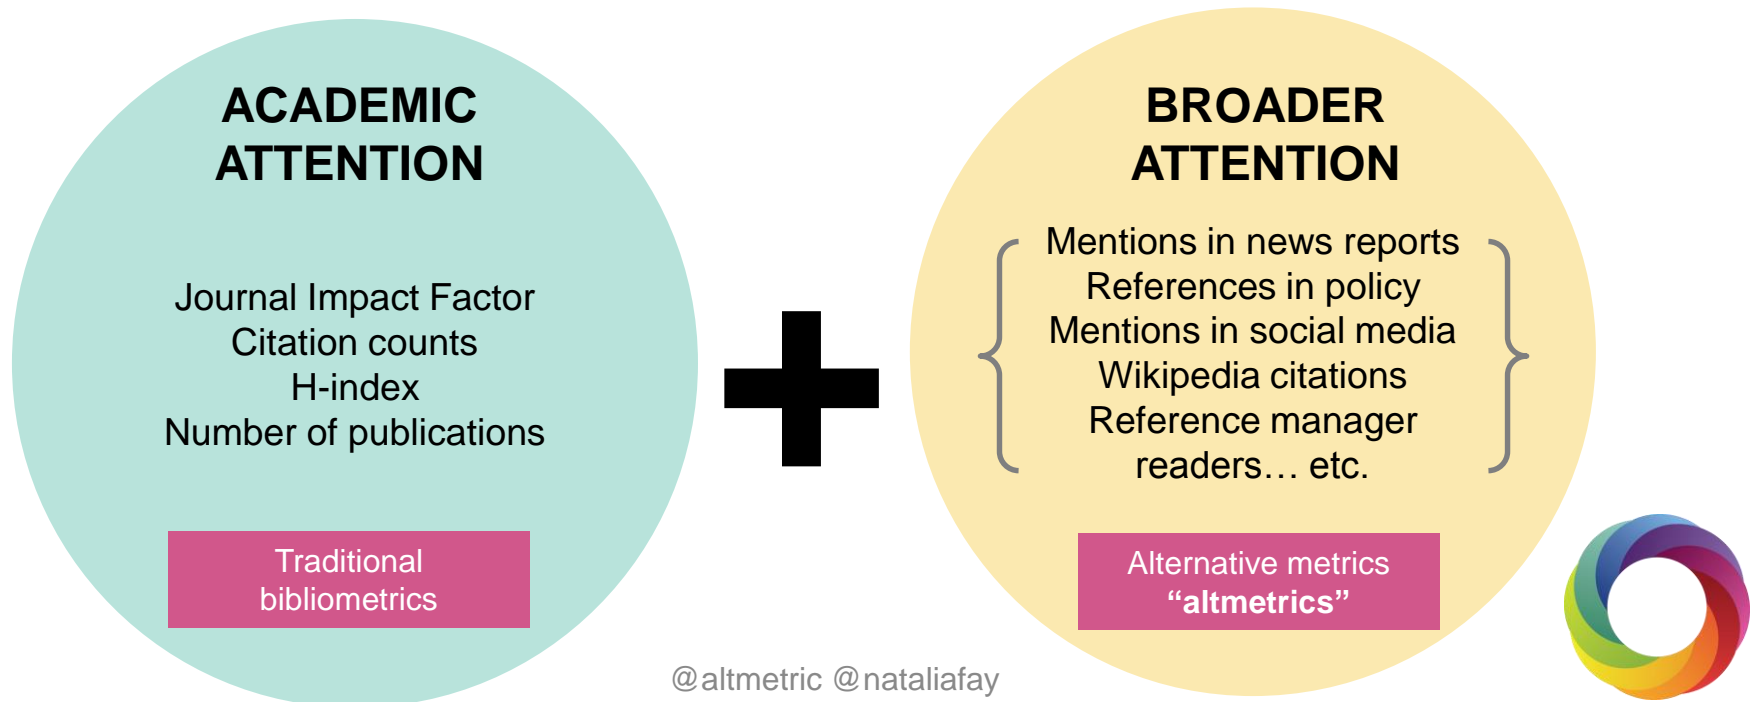 ACADEMIC
ATTENTION
Journal Impact Factor
Citation counts
H-index
Number of publications
Traditional
bibliometrics
BROADER
ATTENTION
Mentions in news reports
References in policy
Mentions in social media
Wikipedia citations
Reference manager
readers… etc.
Alternative metrics
“altmetrics”
@altmetric @nataliafay